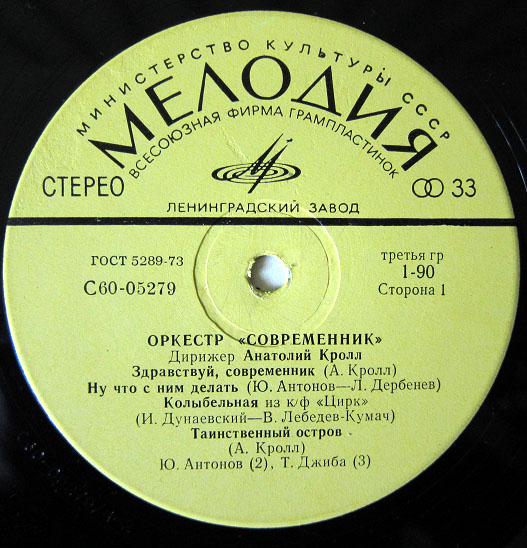 МИНИСТЕРСТВО КУЛЬТУРЫ СССР
МЕЛОДИЯ
ВСЕСОЮЗНАЯ ФИРМА ГРАМПЛАСТИНОК
СТЕРЕО
33
ЛЕНИНГРАДСКИЙ ЗАВОД
ГОСТ 5289-73
С60-05279
третья гр
1-90
Сторона 1
ОРКЕСТР «СОВРЕМЕННИК»
Дирижер Анатолий Кролл
Здравствуй, современник (А. Кролл)
Ну что с ним делать (Ю. Антонов—Л. Дербенев)
Колыбельная из к/ф «Цирк»
(И. Дунаевский—В. Лебедев-Кумач)
Таинственный остров
(А. Кролл)
Ю. Антонов (2), Т. Джиба (3)